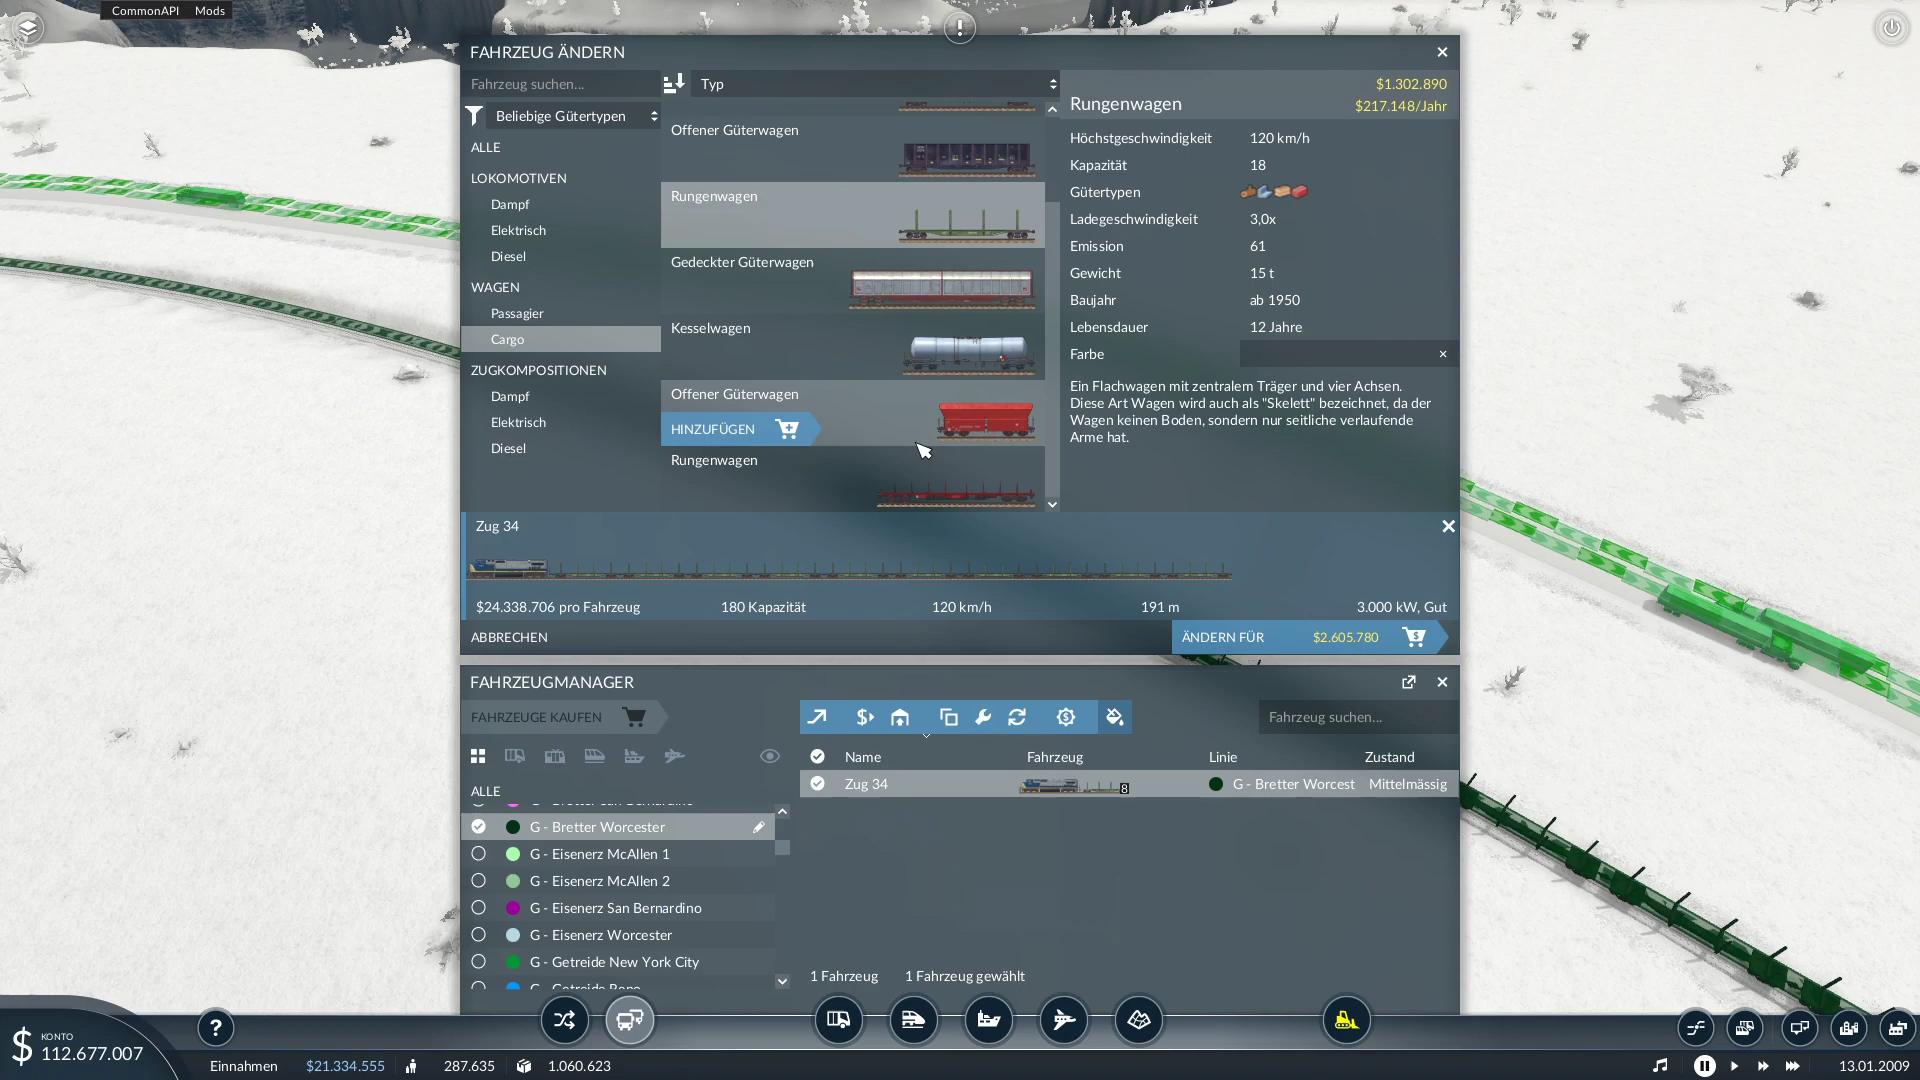 CommonAPI Mods
FAHRZEUG ÄNDERN
Fahrzeug suchen...
Typ
Beliebige Gütertypen
ALLE
LOKOMOTIVEN
Dampf
Elektrisch
Diesel
WAGEN
Passagier
Cargo
ZUGKOMPOSITIONEN
Dampf
Elektrisch
Diesel
Offener Güterwagen
Rungenwagen
Gedeckter Güterwagen
Kesselwagen
Offener Güterwagen
HINZUFÜGEN
Rungenwagen
$1.302.890
Rungenwagen
$217.148/Jahr
Höchstgeschwindigkeit 120 km/h
Kapazität 18
Gütertypen
Ladegeschwindigkeit 3,0x
Emission 61
Gewicht 15 t
Baujahr ab 1950
Lebensdauer 12 Jahre
Farbe
Ein Flachwagen mit zentralem Träger und vier Achsen.
Diese Art Wagen wird auch als "Skelett" bezeichnet, da der
Wagen keinen Boden, sondern nur seitliche verlaufende
Arme hat.
Zug 34
$24.338.706 pro Fahrzeug 180 Kapazität 120 km/h 191 m 3.000 kW, Gut
ABBRECHEN
ÄNDERN FÜR $2.605.780
FAHRZEUGMANAGER
FAHRZEUGE KAUFEN
Fahrzeug suchen...
ALLE
G - Bretter San Bernardino
G - Bretter Worcester
G - Eisenerz McAllen 1
G - Eisenerz McAllen 2
G - Eisenerz San Bernardino
G - Eisenerz Worcester
G - Getreide New York City
G - Getreide
Name Fahrzeug Linie Zustand
Zug 34 8 G - Bretter Worcest Mittelmässig
1 Fahrzeug 1 Fahrzeug gewählt
KONTO
112.677.007
Einnahmen $21.334.555 287.635 1.060.623
13.01.2009